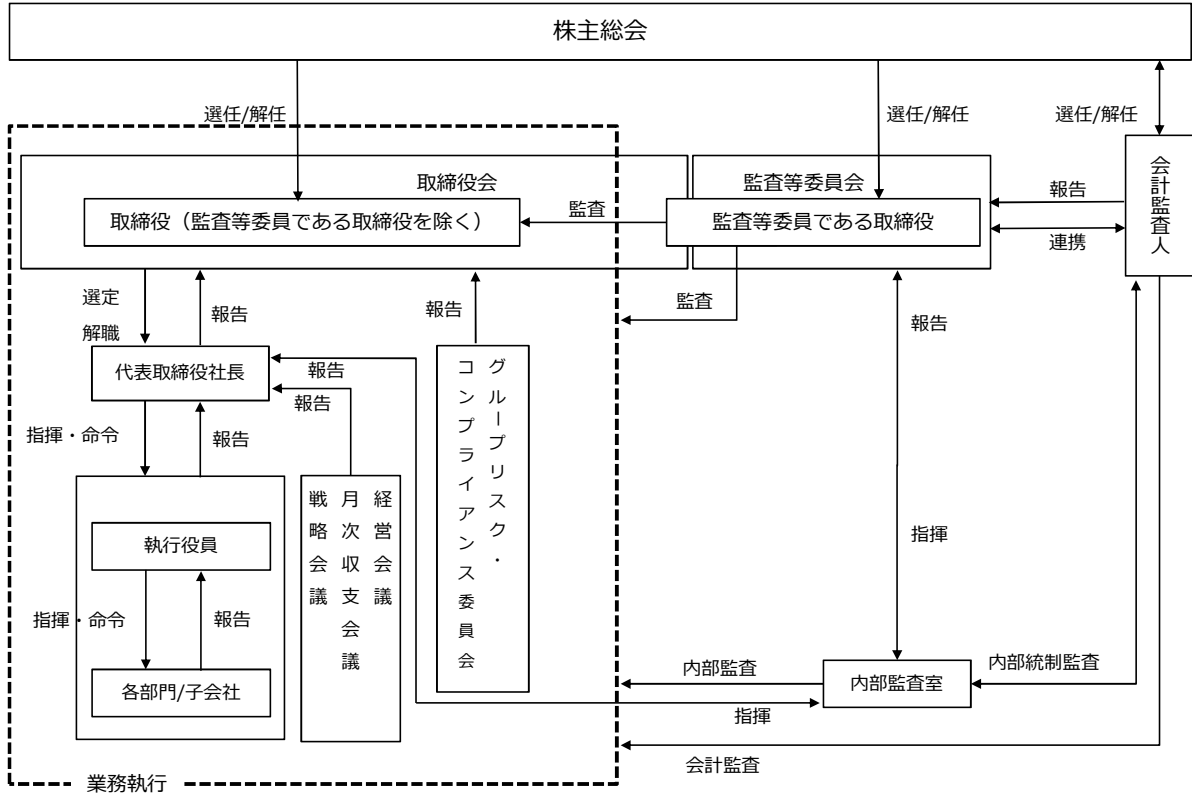 株主総会
選任/解任
選任/解任
選任/解任
取締役会
監査等委員会
会計監査人
取締役（監査等委員である取締役を除く）
監査
監査等委員である取締役
報告
連携
選定
解職
報告
報告
監査
報告
代表取締役社長
報告
報告
グループリスク・
コンプライアンス委員会
指揮・命令
報告
経営会議
月次収支会議
戦略会議
執行役員
指揮
指揮・命令
報告
各部門/子会社
内部監査
内部監査室
内部統制監査
指揮
会計監査
業務執行